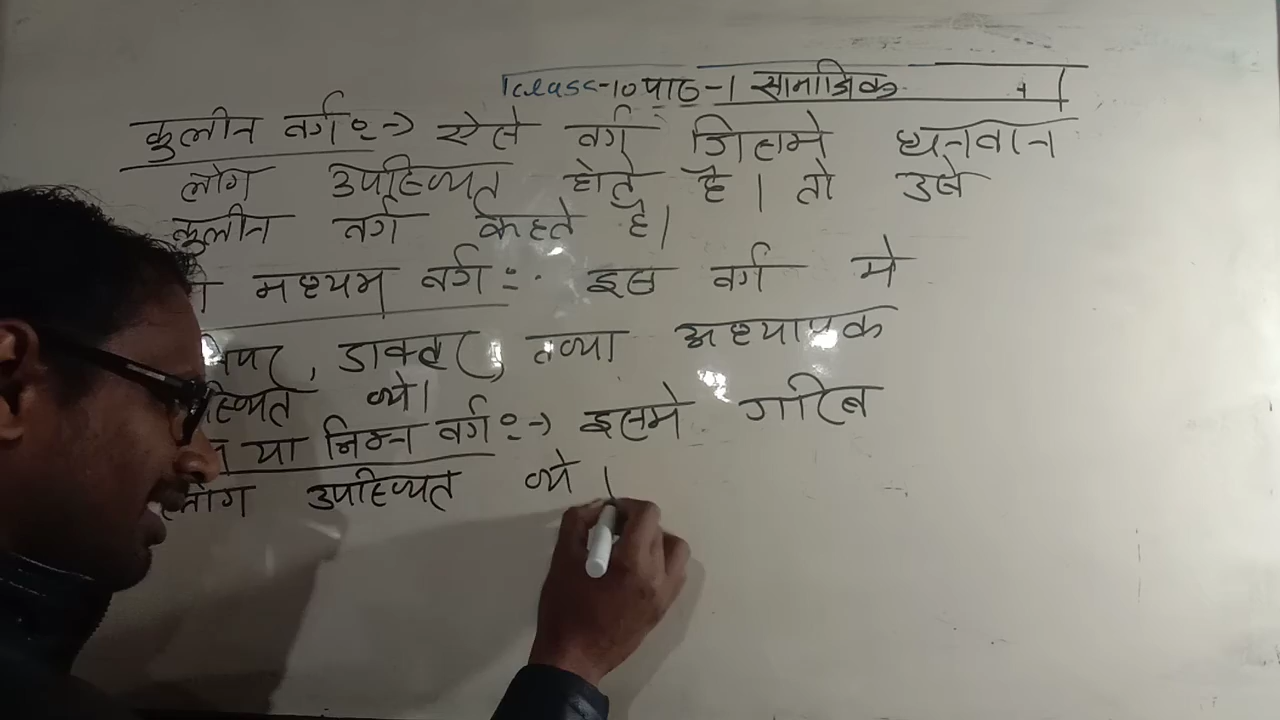 class-10 पाठ-1 सामाजिक
कुलीन वर्ग :-> ऐसे वर्ग जिसमे धनवान
लोग उपस्थित होते है। तो उसे
कुलीन वर्ग कहते है।
मध्यम वर्ग :- इस वर्ग मे
डाक्टर, तथा अध्यापक
थे।
या निम्न वर्ग :-> इसमे गरिब
लोग उपस्थित थे।